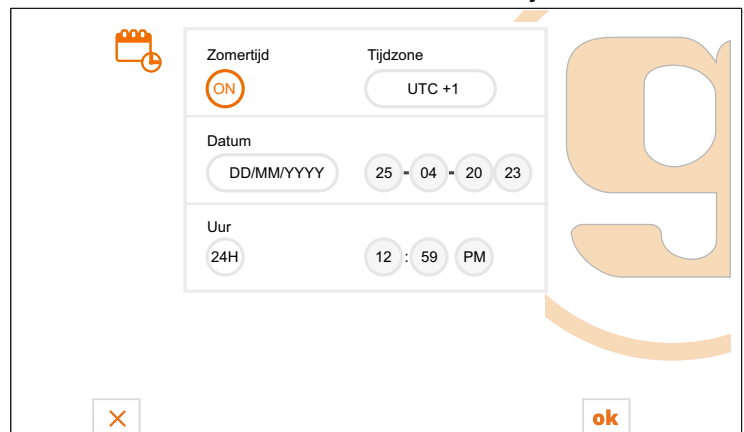 Zomertijd Tijdzone
ON UTC +1
Datum
DD/MM/YYYY 25 - 04 - 20 23
Uur
24H 12 : 59 PM
ok